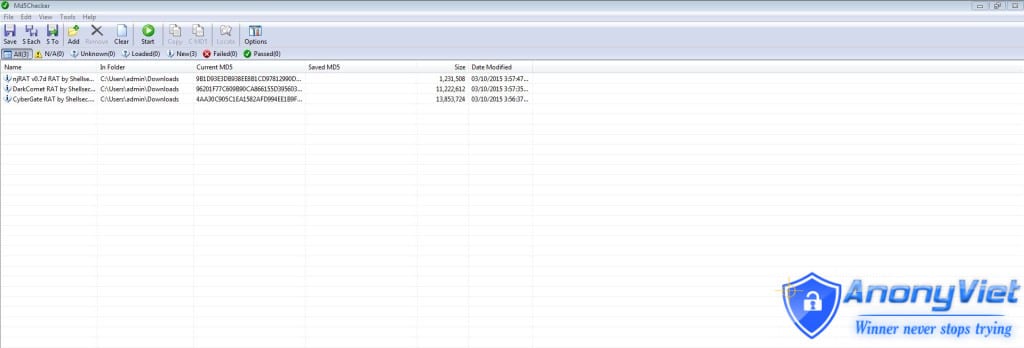 Md5Checker
File Edit View Tools Help
Save S Each S To Add Remove Clear Start Copy C MD5 Locate Options
All(3) N/A(0) Unknown(0) Loaded(0) New(3) Failed(0) Passed(0)
Name In Folder Current MD5 Saved MD5 Size Date Modified
njRAT v0.7d RAT by Shellse... C:\Users\admin\Downloads 9B1D93E3DB93BEE8B1CD97812990D... 1,231,508 03/10/2015 3:57:47...
DarkComet RAT by Shellsec.... C:\Users\admin\Downloads 96201F77C609B90CA866155D395603... 11,222,612 03/10/2015 3:57:35...
CyberGate RAT by Shellsec.... C:\Users\admin\Downloads 4AA30C905C1EA1582AFD994EE1B9F... 13,853,724 03/10/2015 3:56:37...
AnonyViet
Winner never stops trying